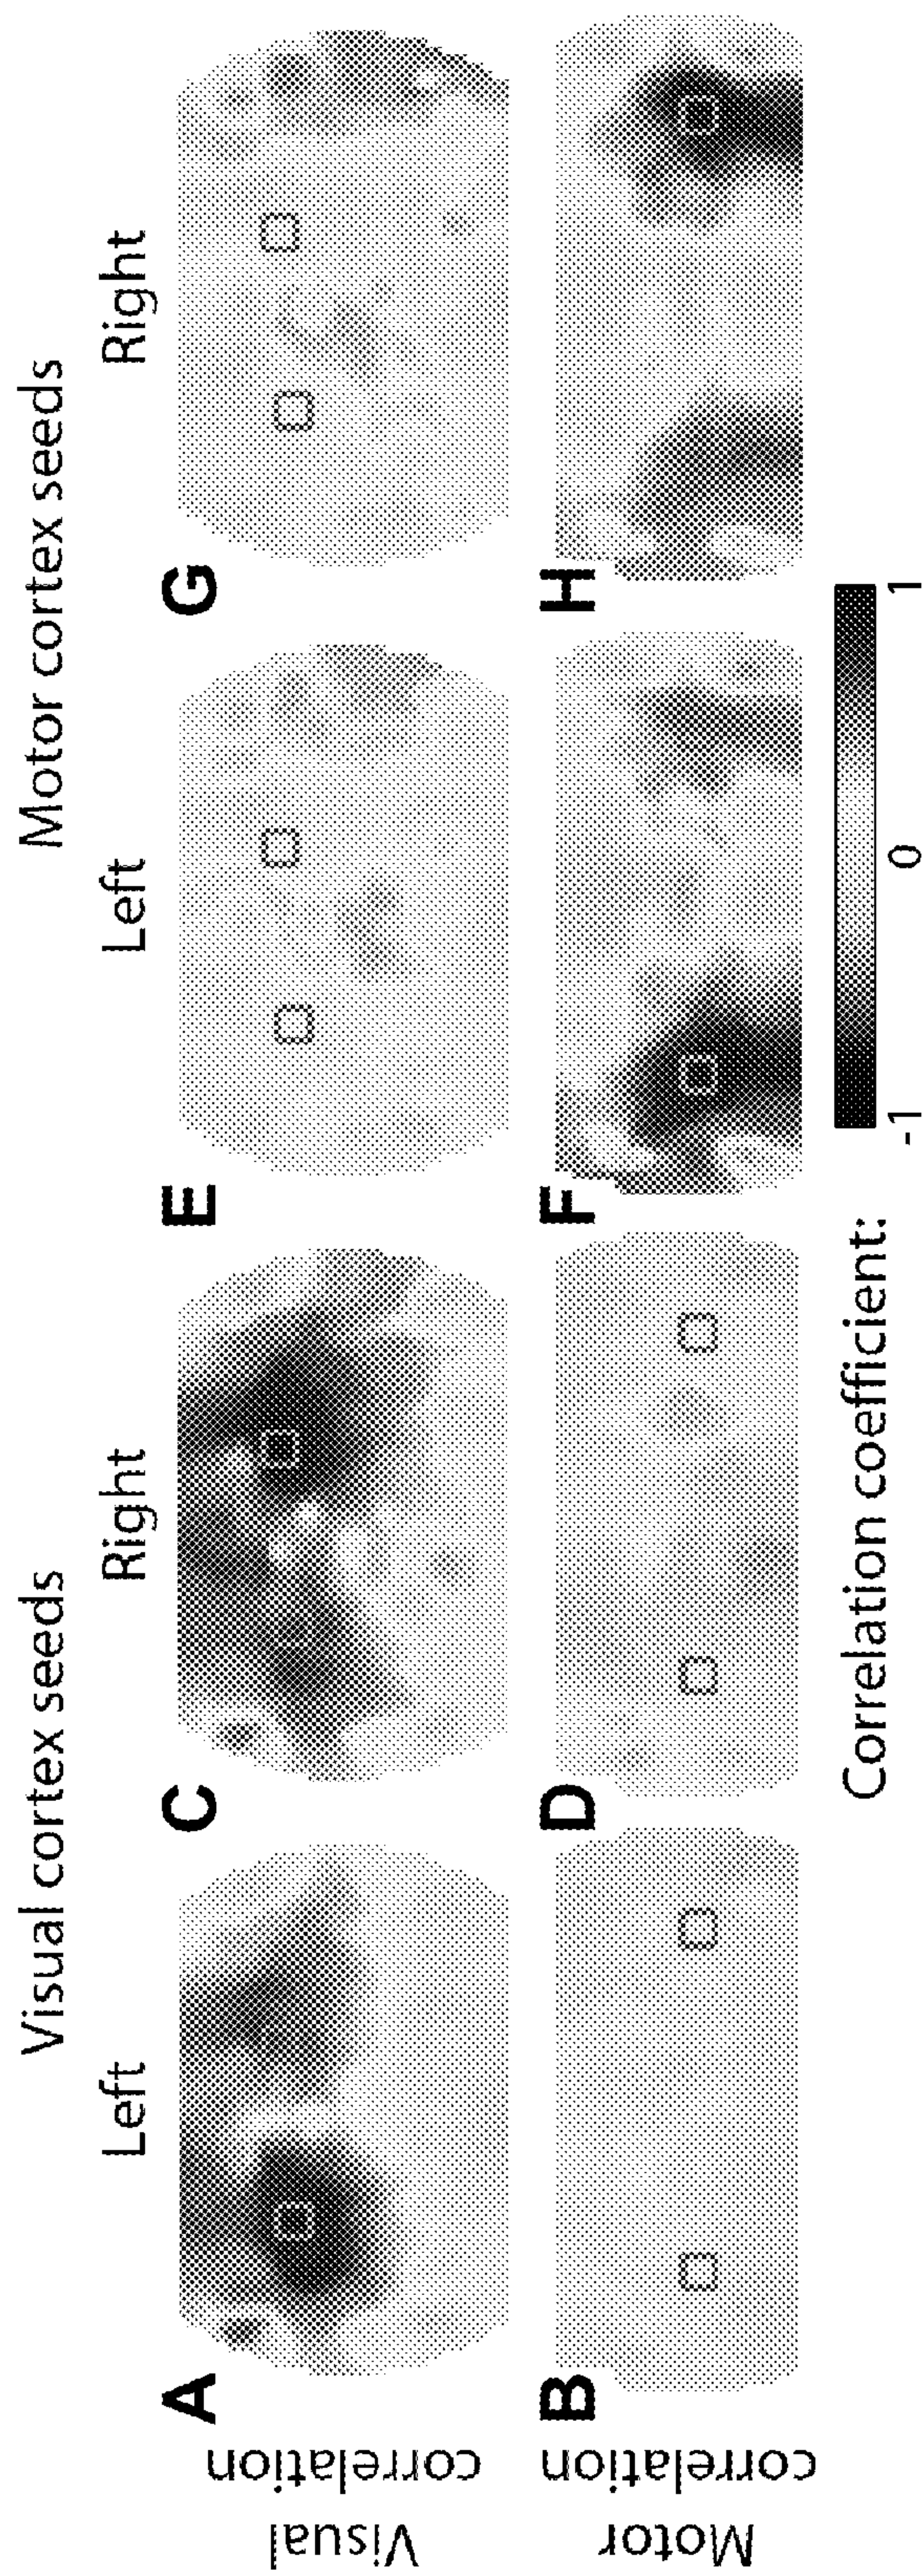 Visual cortex seeds
Motor cortex seeds
Left
Right
Left
Right
A
C
E
G
Visual
correlation
B
D
F
H
Motor
correlation
Correlation coefficient:
-1
0
1